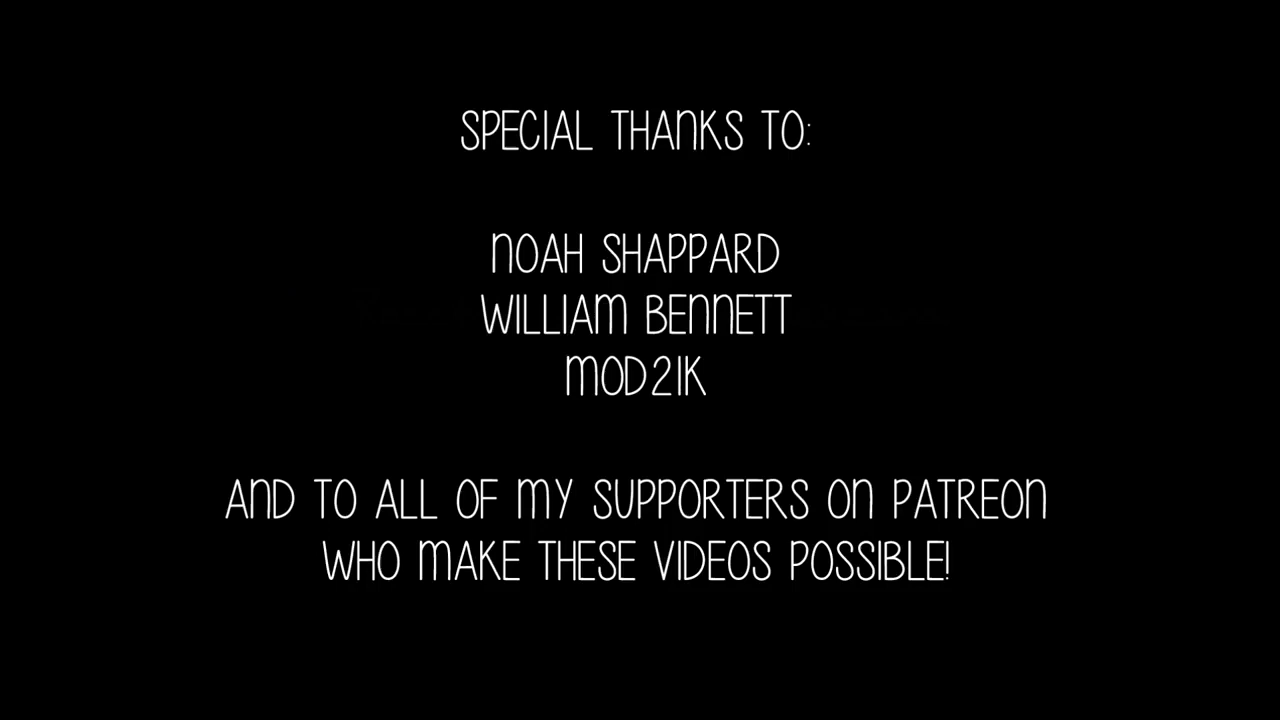 SPECIAL THANKS TO:
NOAH SHAPPARD
WILLIAM BENNETT
MOD21K
AND TO ALL OF MY SUPPORTERS ON PATREON
WHO MAKE THESE VIDEOS POSSIBLE!